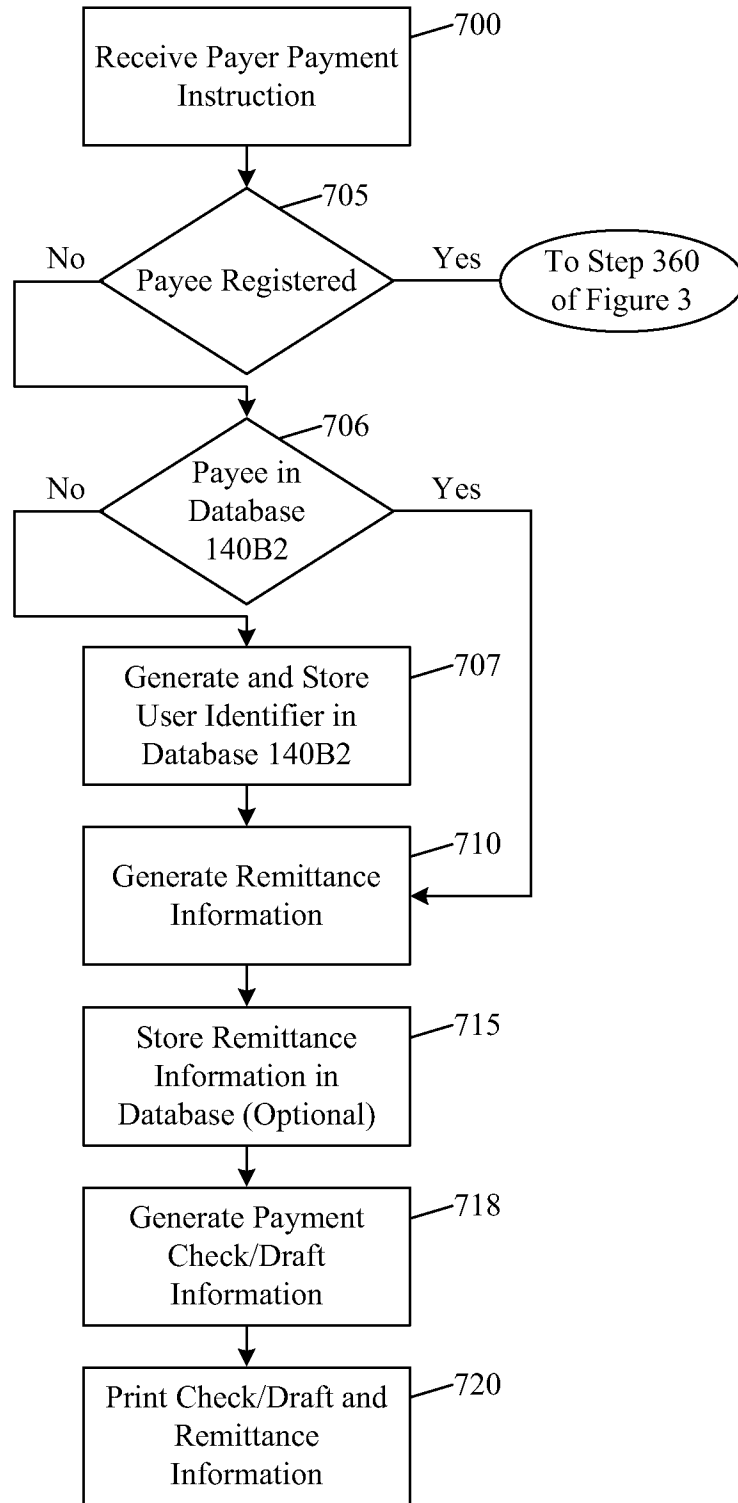 700
Receive Payer Payment
Instruction
705
No
Payee Registered
Yes
To Step 360
of Figure 3
706
No
Payee in
Database
140B2
Yes
707
Generate and Store
User Identifier in
Database 140B2
710
Generate Remittance
Information
715
Store Remittance
Information in
Database (Optional)
718
Generate Payment
Check/Draft
Information
720
Print Check/Draft and
Remittance
Information